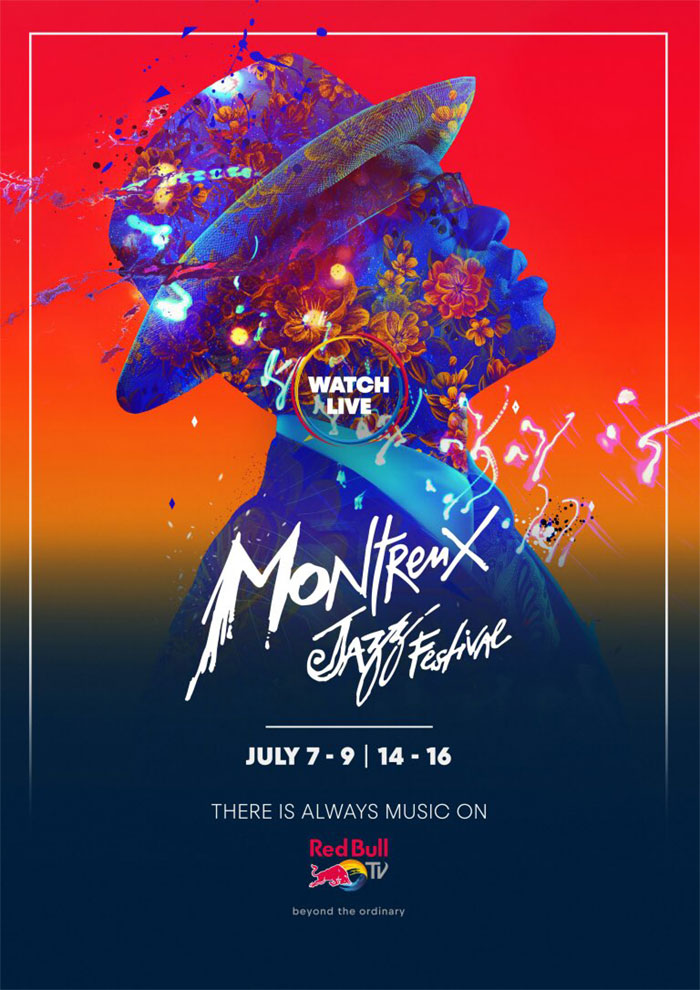 WATCH
LIVE
Montreux
Jazz Festival
JULY 7 - 9 | 14 - 16
THERE IS ALWAYS MUSIC ON
Red Bull
TV
beyond the ordinary